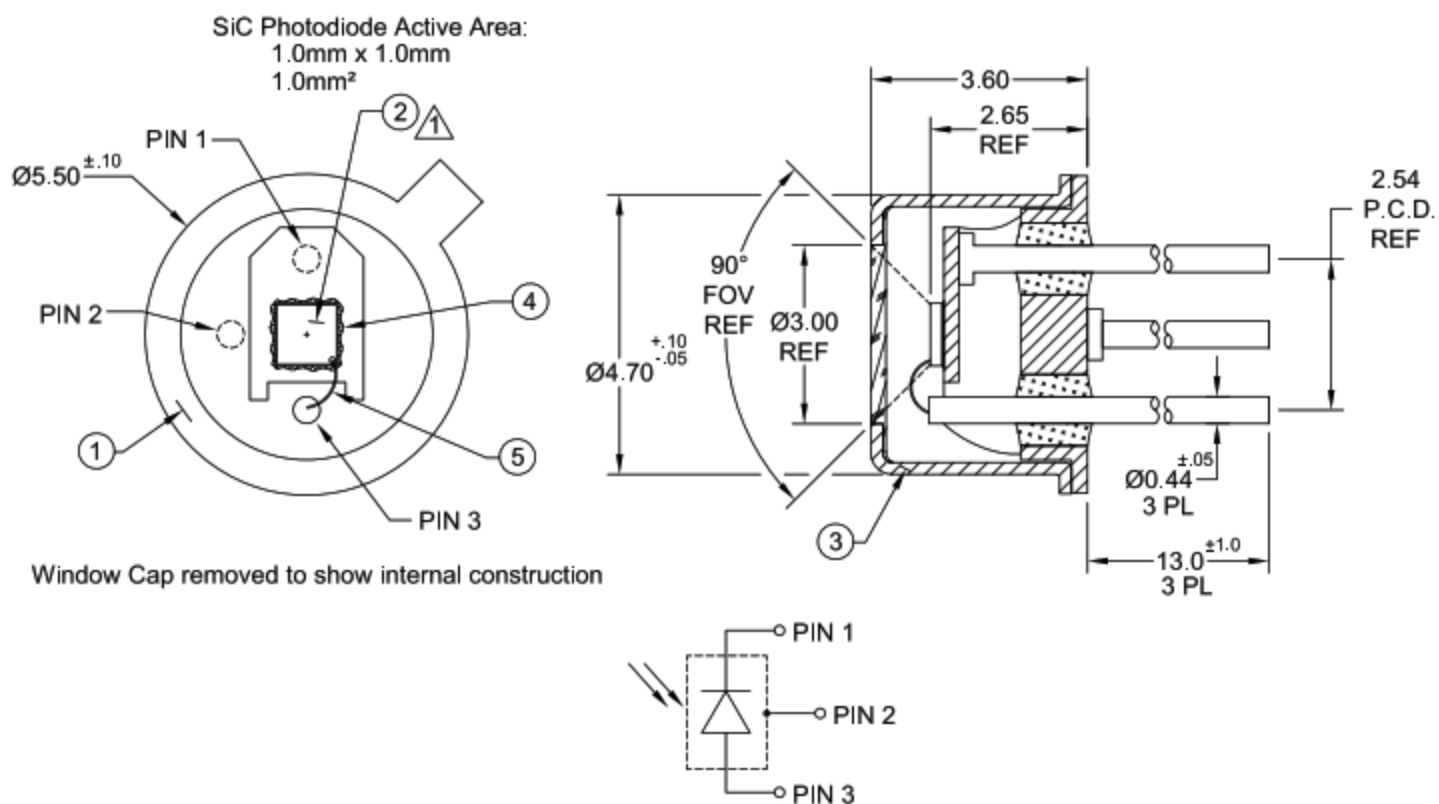 SiC Photodiode Active Area:
1.0mm x 1.0mm
1.0mm²
2
1
PIN 1
Ø5.50 ±.10
PIN 2
4
1
5
PIN 3
Window Cap removed to show internal construction
3.60
2.65
REF
2.54
P.C.D.
REF
90°
FOV
REF
Ø3.00
REF
Ø4.70 +.10 -.05
Ø0.44 ±.05
3 PL
3
13.0 ±1.0
3 PL
PIN 1
PIN 2
PIN 3